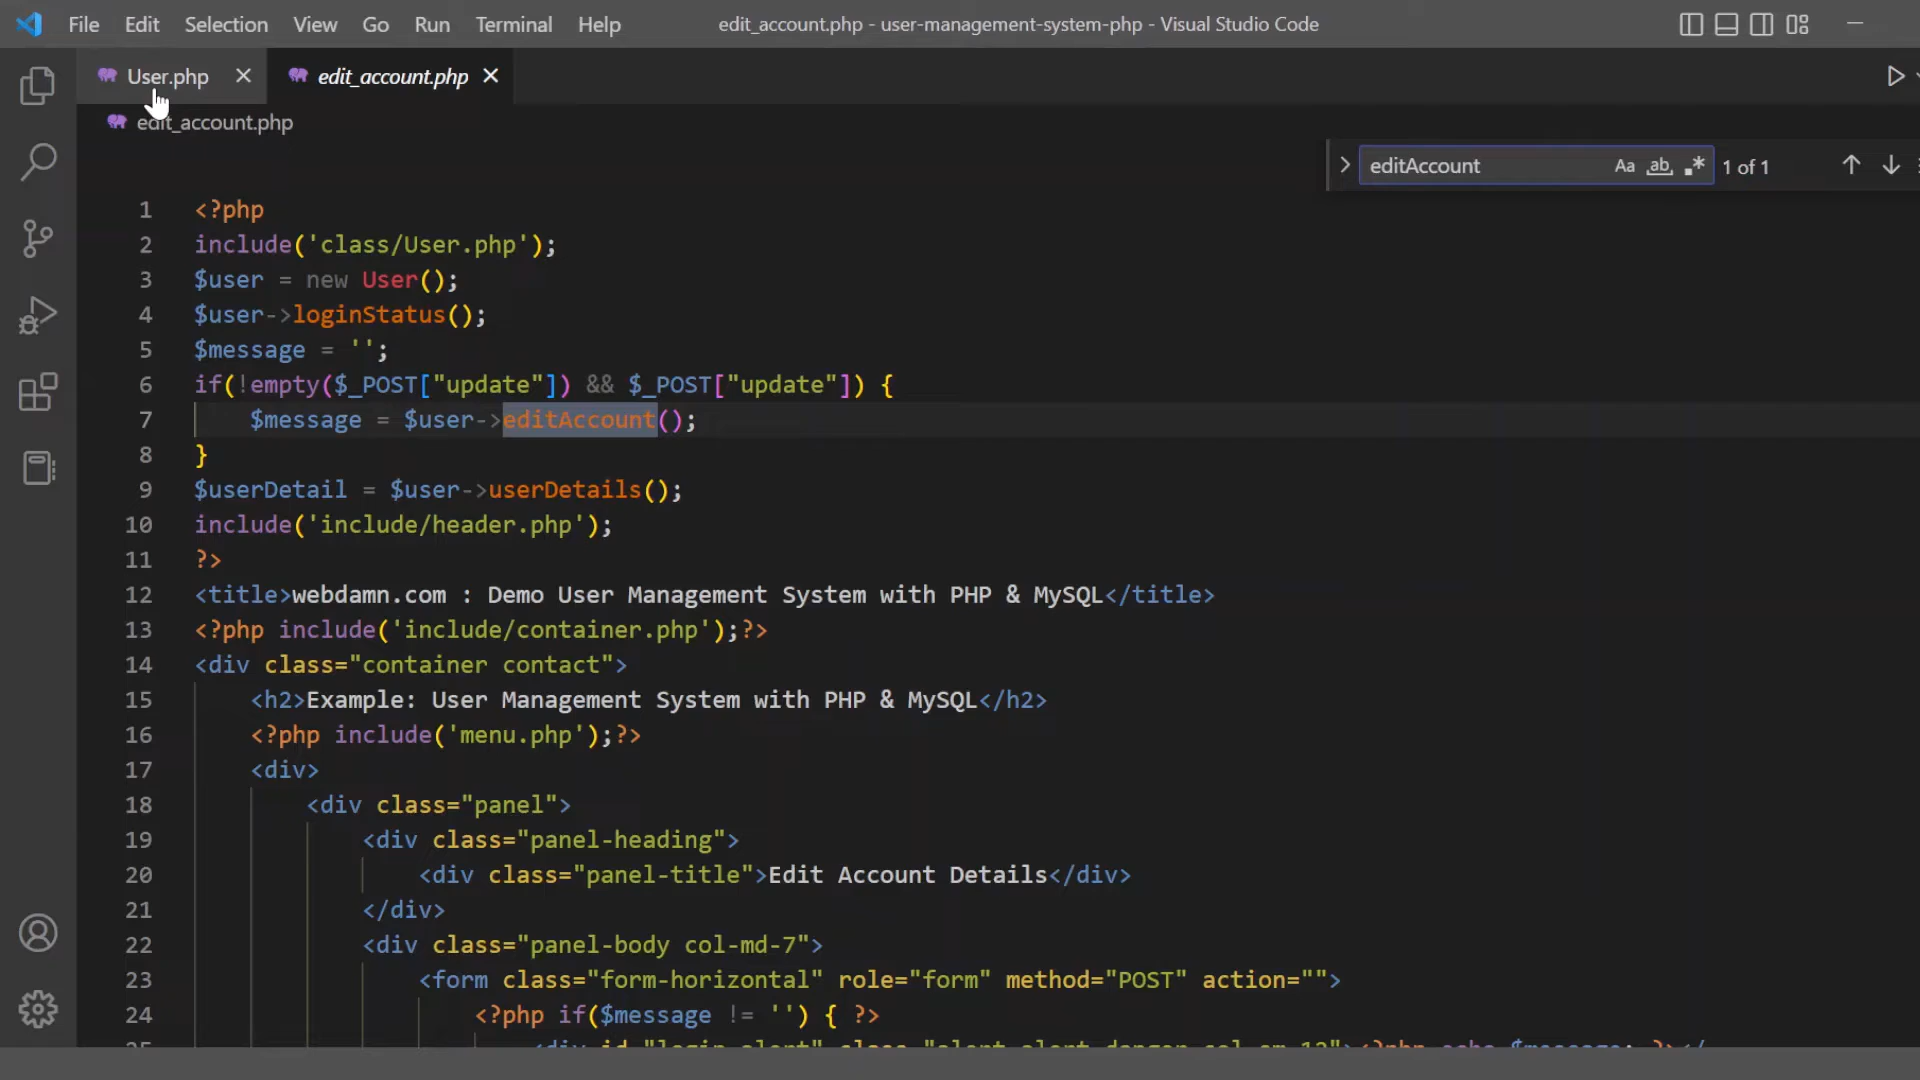 File Edit Selection View Go Run Terminal Help edit_account.php - user-management-system-php - Visual Studio Code
User.php edit_account.php
edit_account.php
editAccount Aa ab 1 of 1
1 <?php
2 include('class/User.php');
3 $user = new User();
4 $user->loginStatus();
5 $message = '';
6 if(!empty($_POST["update"]) && $_POST["update"]) {
7 $message = $user->editAccount();
8 }
9 $userDetail = $user->userDetails();
10 include('include/header.php');
11 ?>
12 <title>webdamn.com : Demo User Management System with PHP & MySQL</title>
13 <?php include('include/container.php');?>
14 <div class="container contact">
15 <h2>Example: User Management System with PHP & MySQL</h2>
16 <?php include('menu.php');?>
17 <div>
18 <div class="panel">
19 <div class="panel-heading">
20 <div class="panel-title">Edit Account Details</div>
21 </div>
22 <div class="panel-body col-md-7">
23 <form class="form-horizontal" role="form" method="POST" action="">
24 <?php if($message != '') { ?>